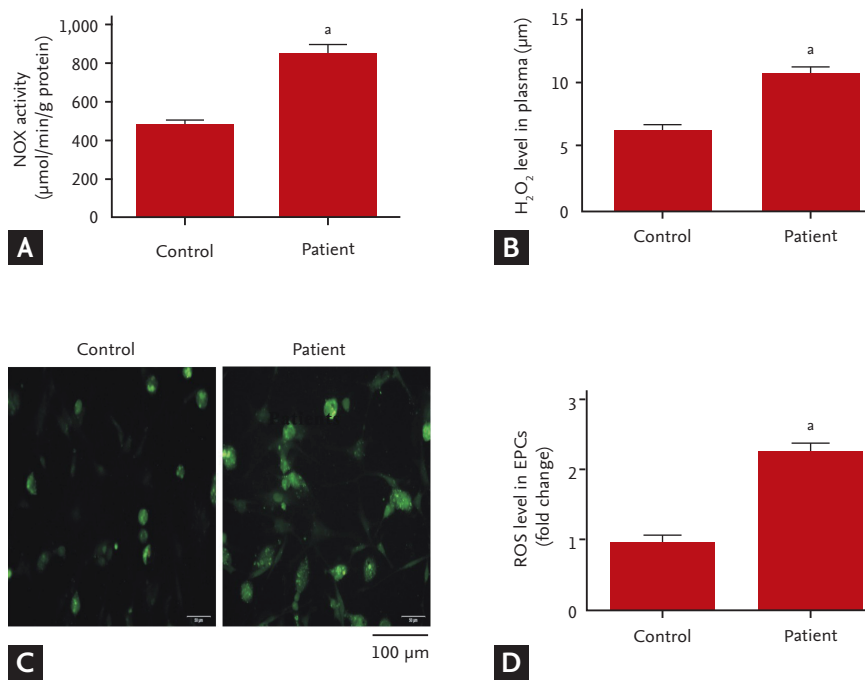 1,000
800
600
400
200
0
NOX activity
(µmol/min/g protein)
a
Control
Patient
A
15
10
5
0
H₂O₂ level in plasma (µm)
a
Control
Patient
B
Control
Patient
100 µm
C
3
2
1
0
ROS level in EPCs
(fold change)
a
Control
Patient
D